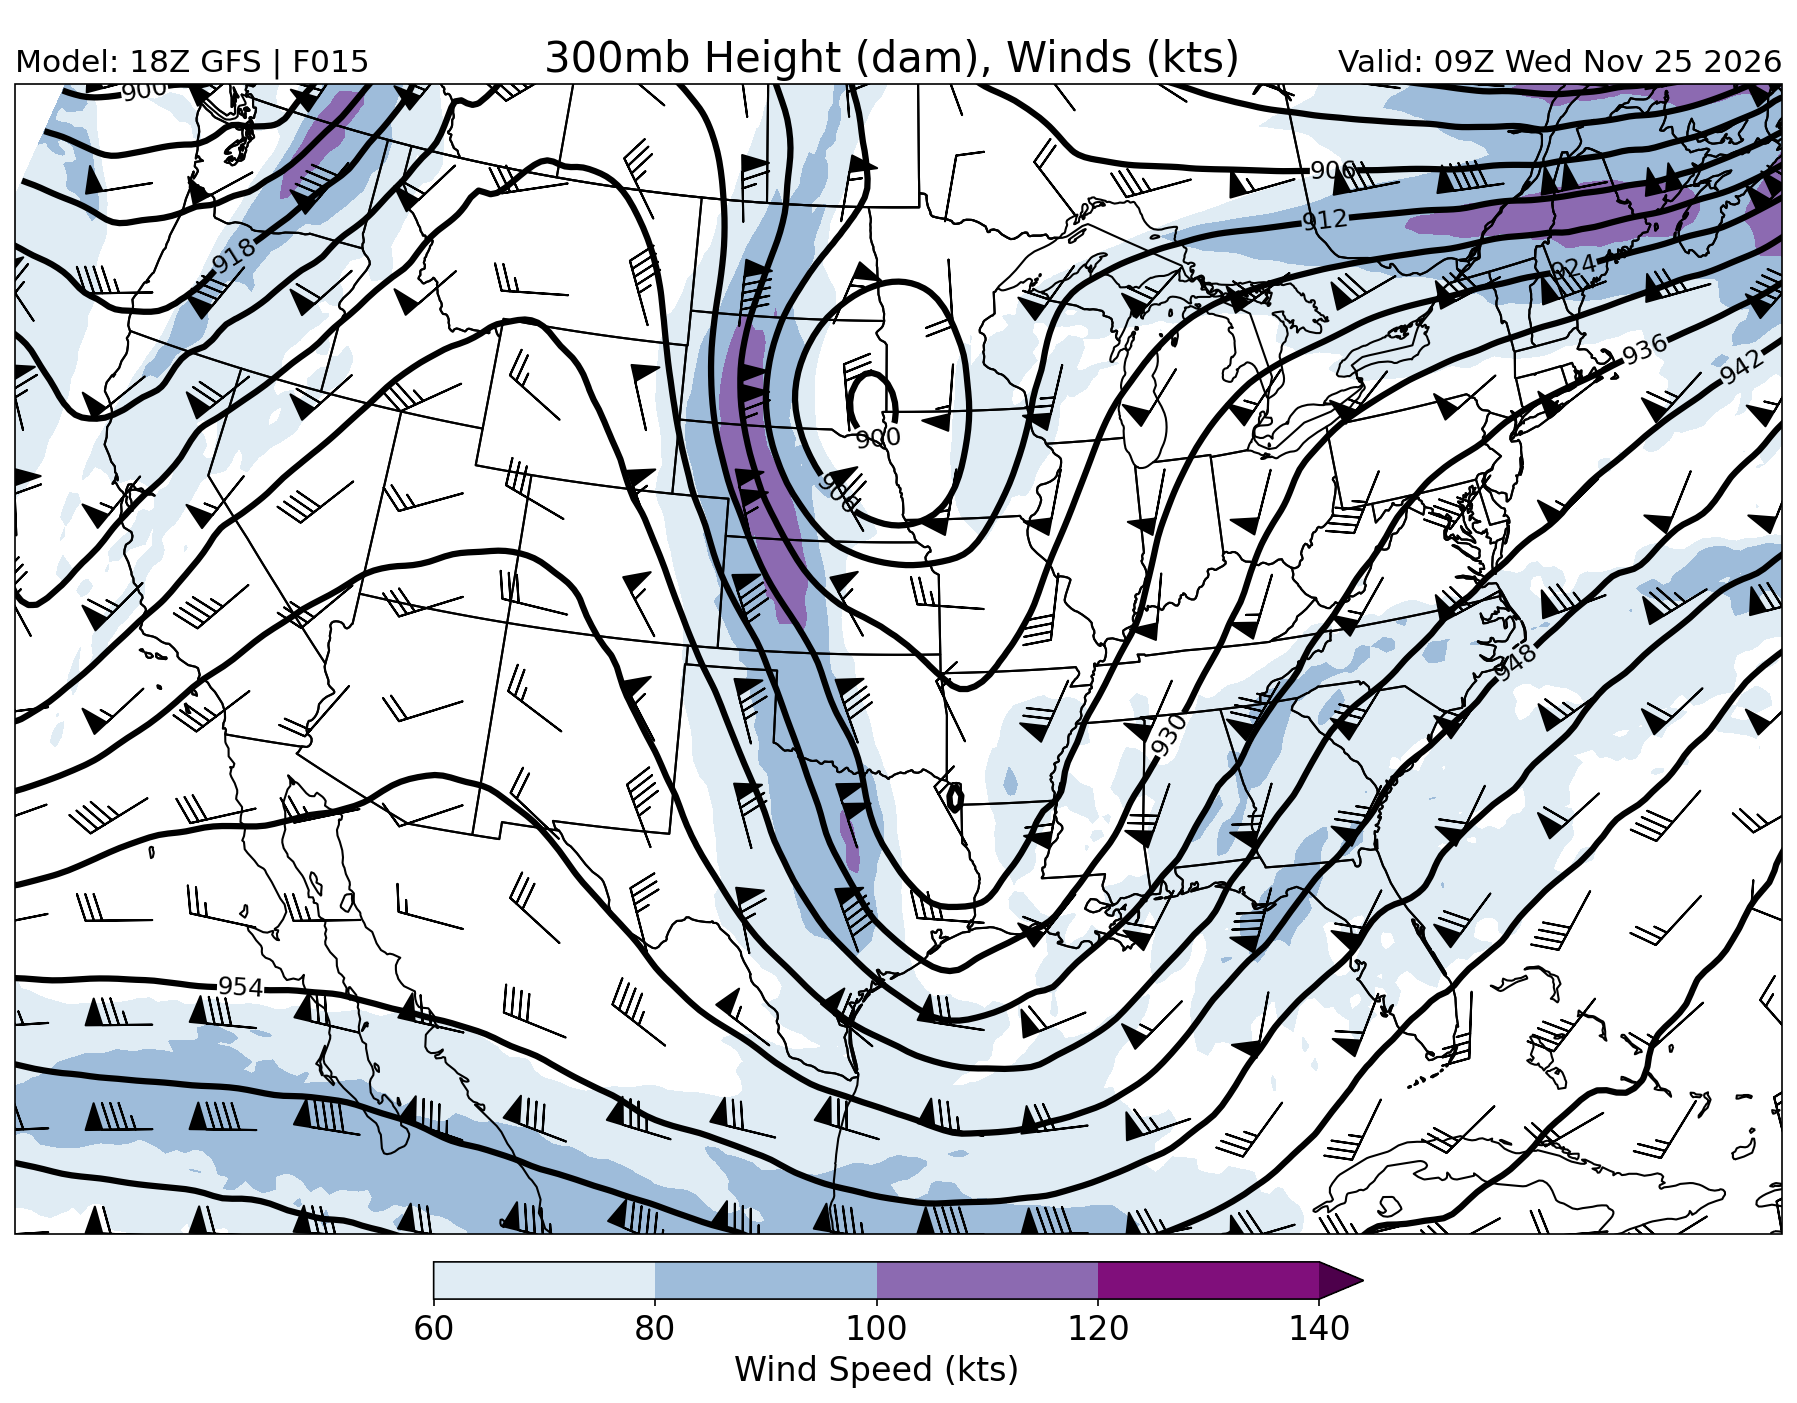 Model: 18Z GFS | F015
300mb Height (dam), Winds (kts)
Valid: 09Z Wed Nov 25 2026
900
906
912
918
924
936
942
900
906
948
930
954
60 80 100 120 140
Wind Speed (kts)